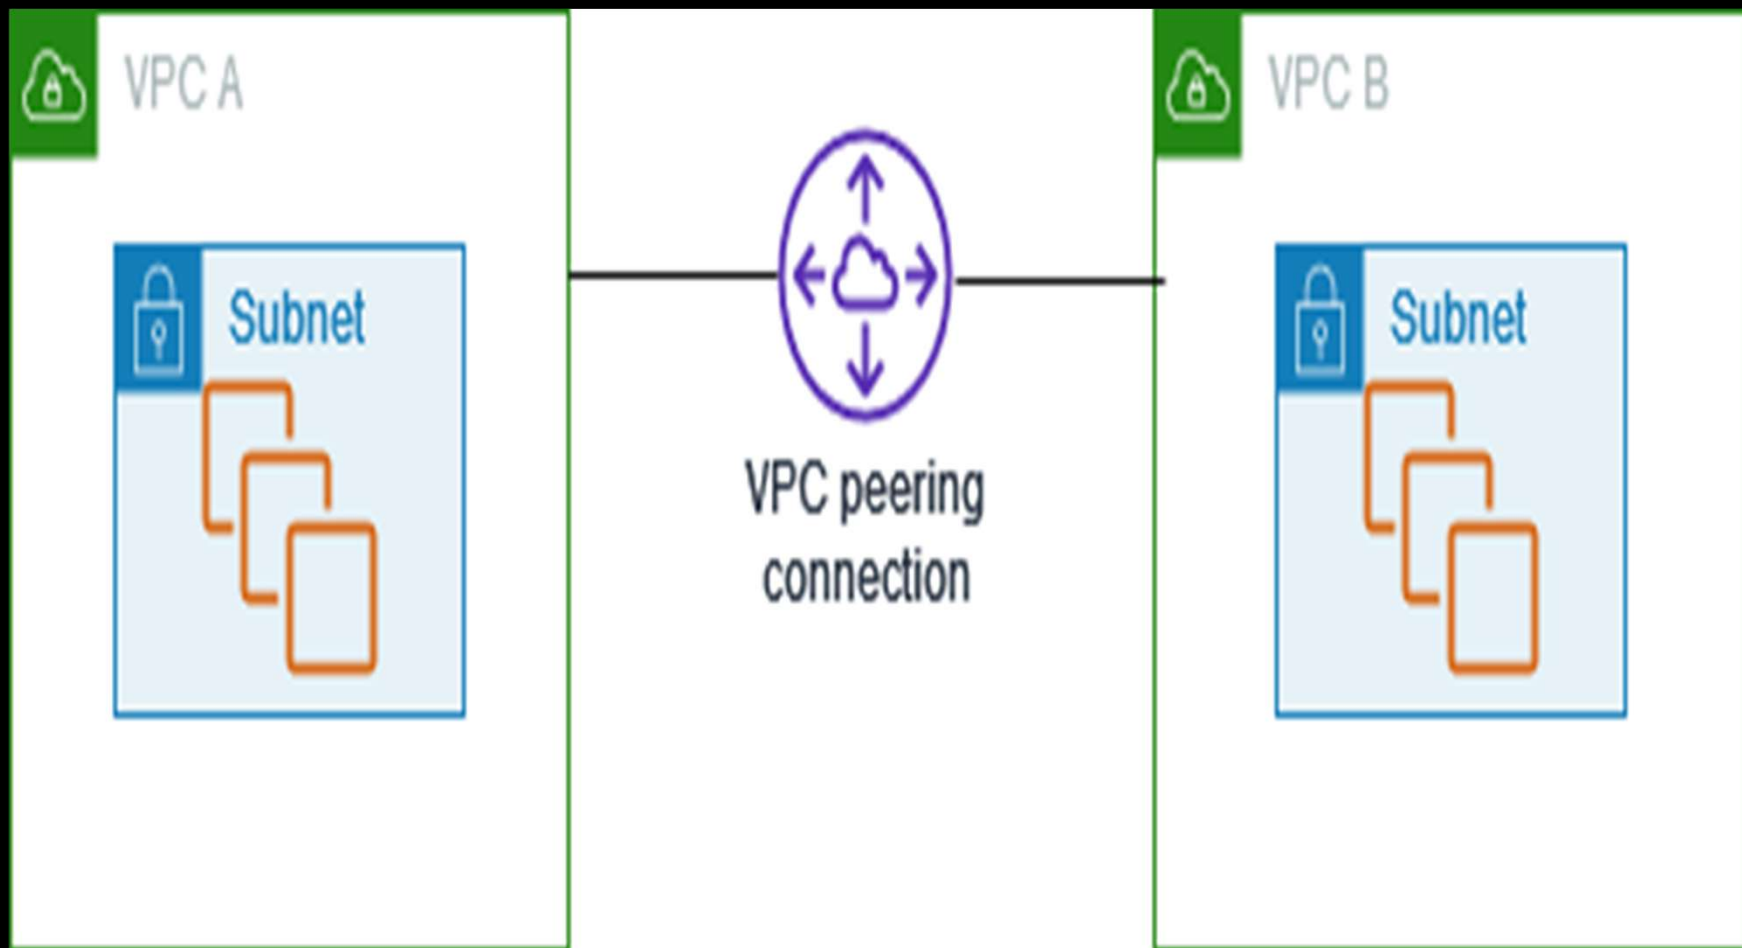 VPC A
VPC B
Subnet
Subnet
VPC peering
connection